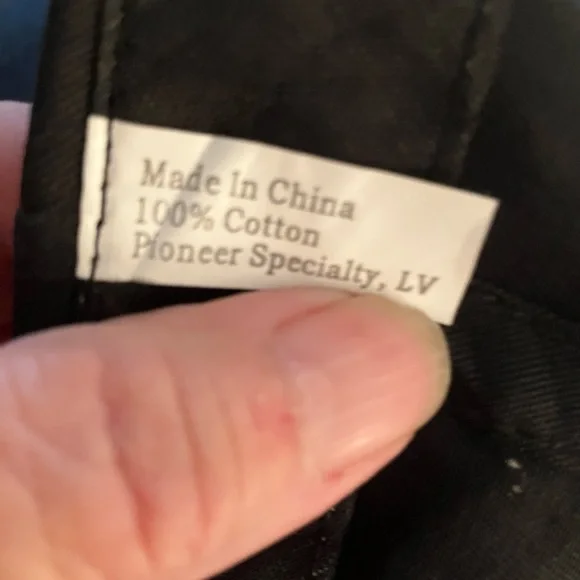 Made In China
100% Cotton
Pioneer Specialty, LV